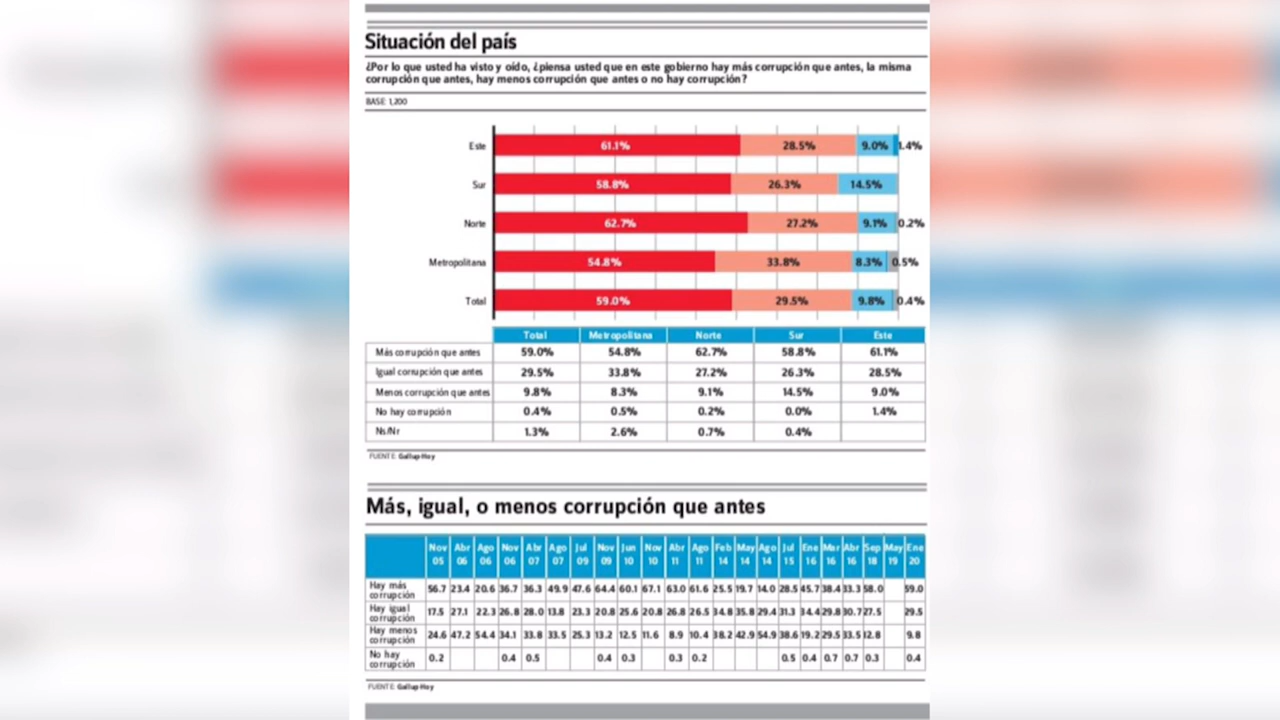 Situación del país
¿Por lo que usted ha visto y oído, ¿piensa usted que en este gobierno hay más corrupción que antes, la misma
corrupción que antes, hay menos corrupción que antes o no hay corrupción?
BASE: 1,200
Este 61.1% 28.5% 9.0% 1.4%
Sur 58.8% 26.3% 14.5%
Norte 62.7% 27.2% 9.1% 0.2%
Metropolitana 54.8% 33.8% 8.3% 0.5%
Total 59.0% 29.5% 9.8% 0.4%
Total Metropolitana Norte Sur Este
Más corrupción que antes 59.0% 54.8% 62.7% 58.8% 61.1%
Igual corrupción que antes 29.5% 33.8% 27.2% 26.3% 28.5%
Menos corrupción que antes 9.8% 8.3% 9.1% 14.5% 9.0%
No hay corrupción 0.4% 0.5% 0.2% 0.0% 1.4%
Ns/Nr 1.3% 2.6% 0.7% 0.4%
FUENTE: Gallup-Hoy
Más, igual, o menos corrupción que antes
Nov Abr Ago Nov Abr Ago Jul Nov Jun Nov Abr Ago Feb May Ago Jul Ene Mar Abr Sep May Ene
05 06 06 06 07 07 09 09 10 10 11 11 14 14 14 15 16 16 16 18 19 20
Hay más
corrupción 56.7 23.4 20.6 36.7 36.3 49.9 47.6 64.4 60.1 67.1 63.0 61.6 25.5 19.7 14.0 28.5 45.7 38.4 33.3 58.0 59.0
Hay igual
corrupción 17.5 27.1 22.3 26.8 28.0 13.8 23.3 20.8 25.6 20.8 26.8 26.5 34.8 35.8 29.4 31.3 34.4 29.8 30.7 27.5 29.5
Hay menos
corrupción 24.6 47.2 54.4 34.1 33.8 33.5 25.3 13.2 12.5 11.6 8.9 10.4 38.2 42.9 54.9 38.6 19.2 29.5 33.5 12.8 9.8
No hay
corrupción 0.2 0.4 0.5 0.4 0.3 0.3 0.2 0.5 0.4 0.7 0.7 0.3 0.4
FUENTE: Gallup-Hoy